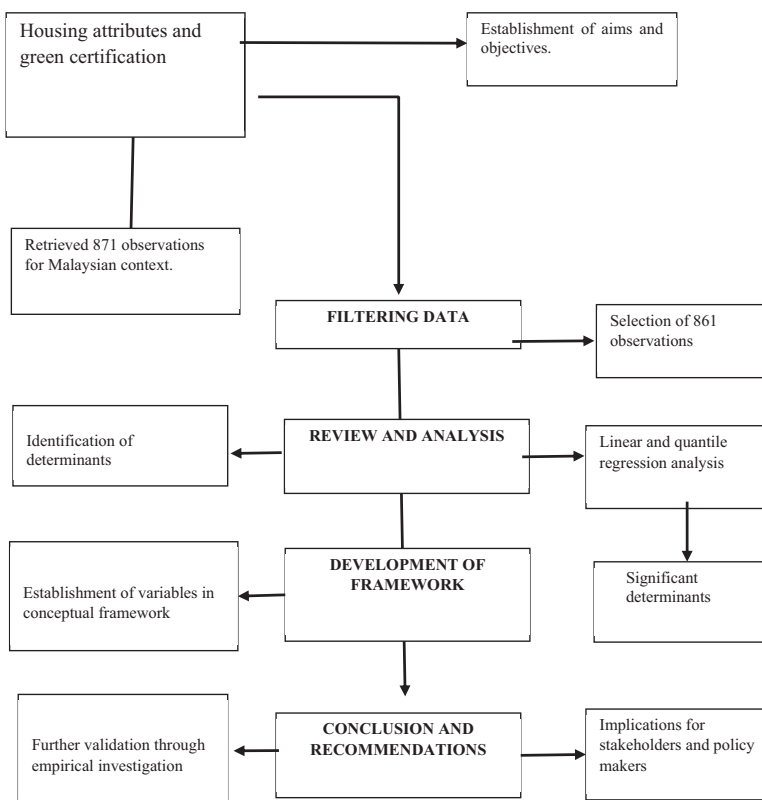 Housing attributes and
green certification
Establishment of aims and
objectives.
Retrieved 871 observations
for Malaysian context.
FILTERING DATA
Selection of 861
observations
Identification of
determinants
REVIEW AND ANALYSIS
Linear and quantile
regression analysis
Establishment of variables in
conceptual framework
DEVELOPMENT OF
FRAMEWORK
Significant
determinants
Further validation through
empirical investigation
CONCLUSION AND
RECOMMENDATIONS
Implications for
stakeholders and policy
makers